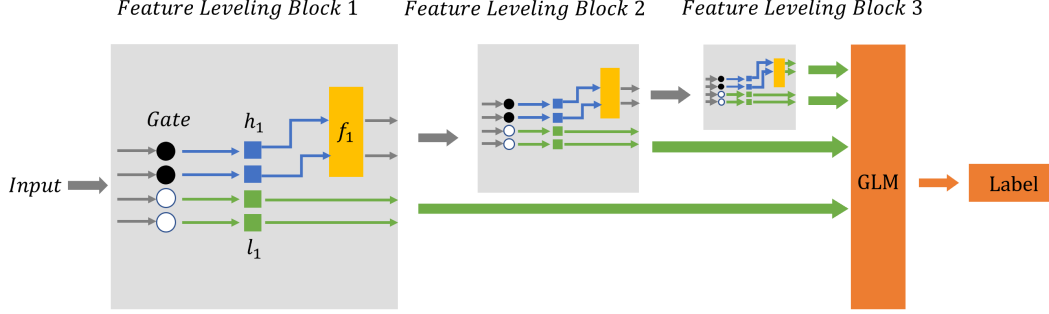 Feature Leveling Block 1
Feature Leveling Block 2
Feature Leveling Block 3
Gate
h₁
f₁
Input
l₁
GLM
Label